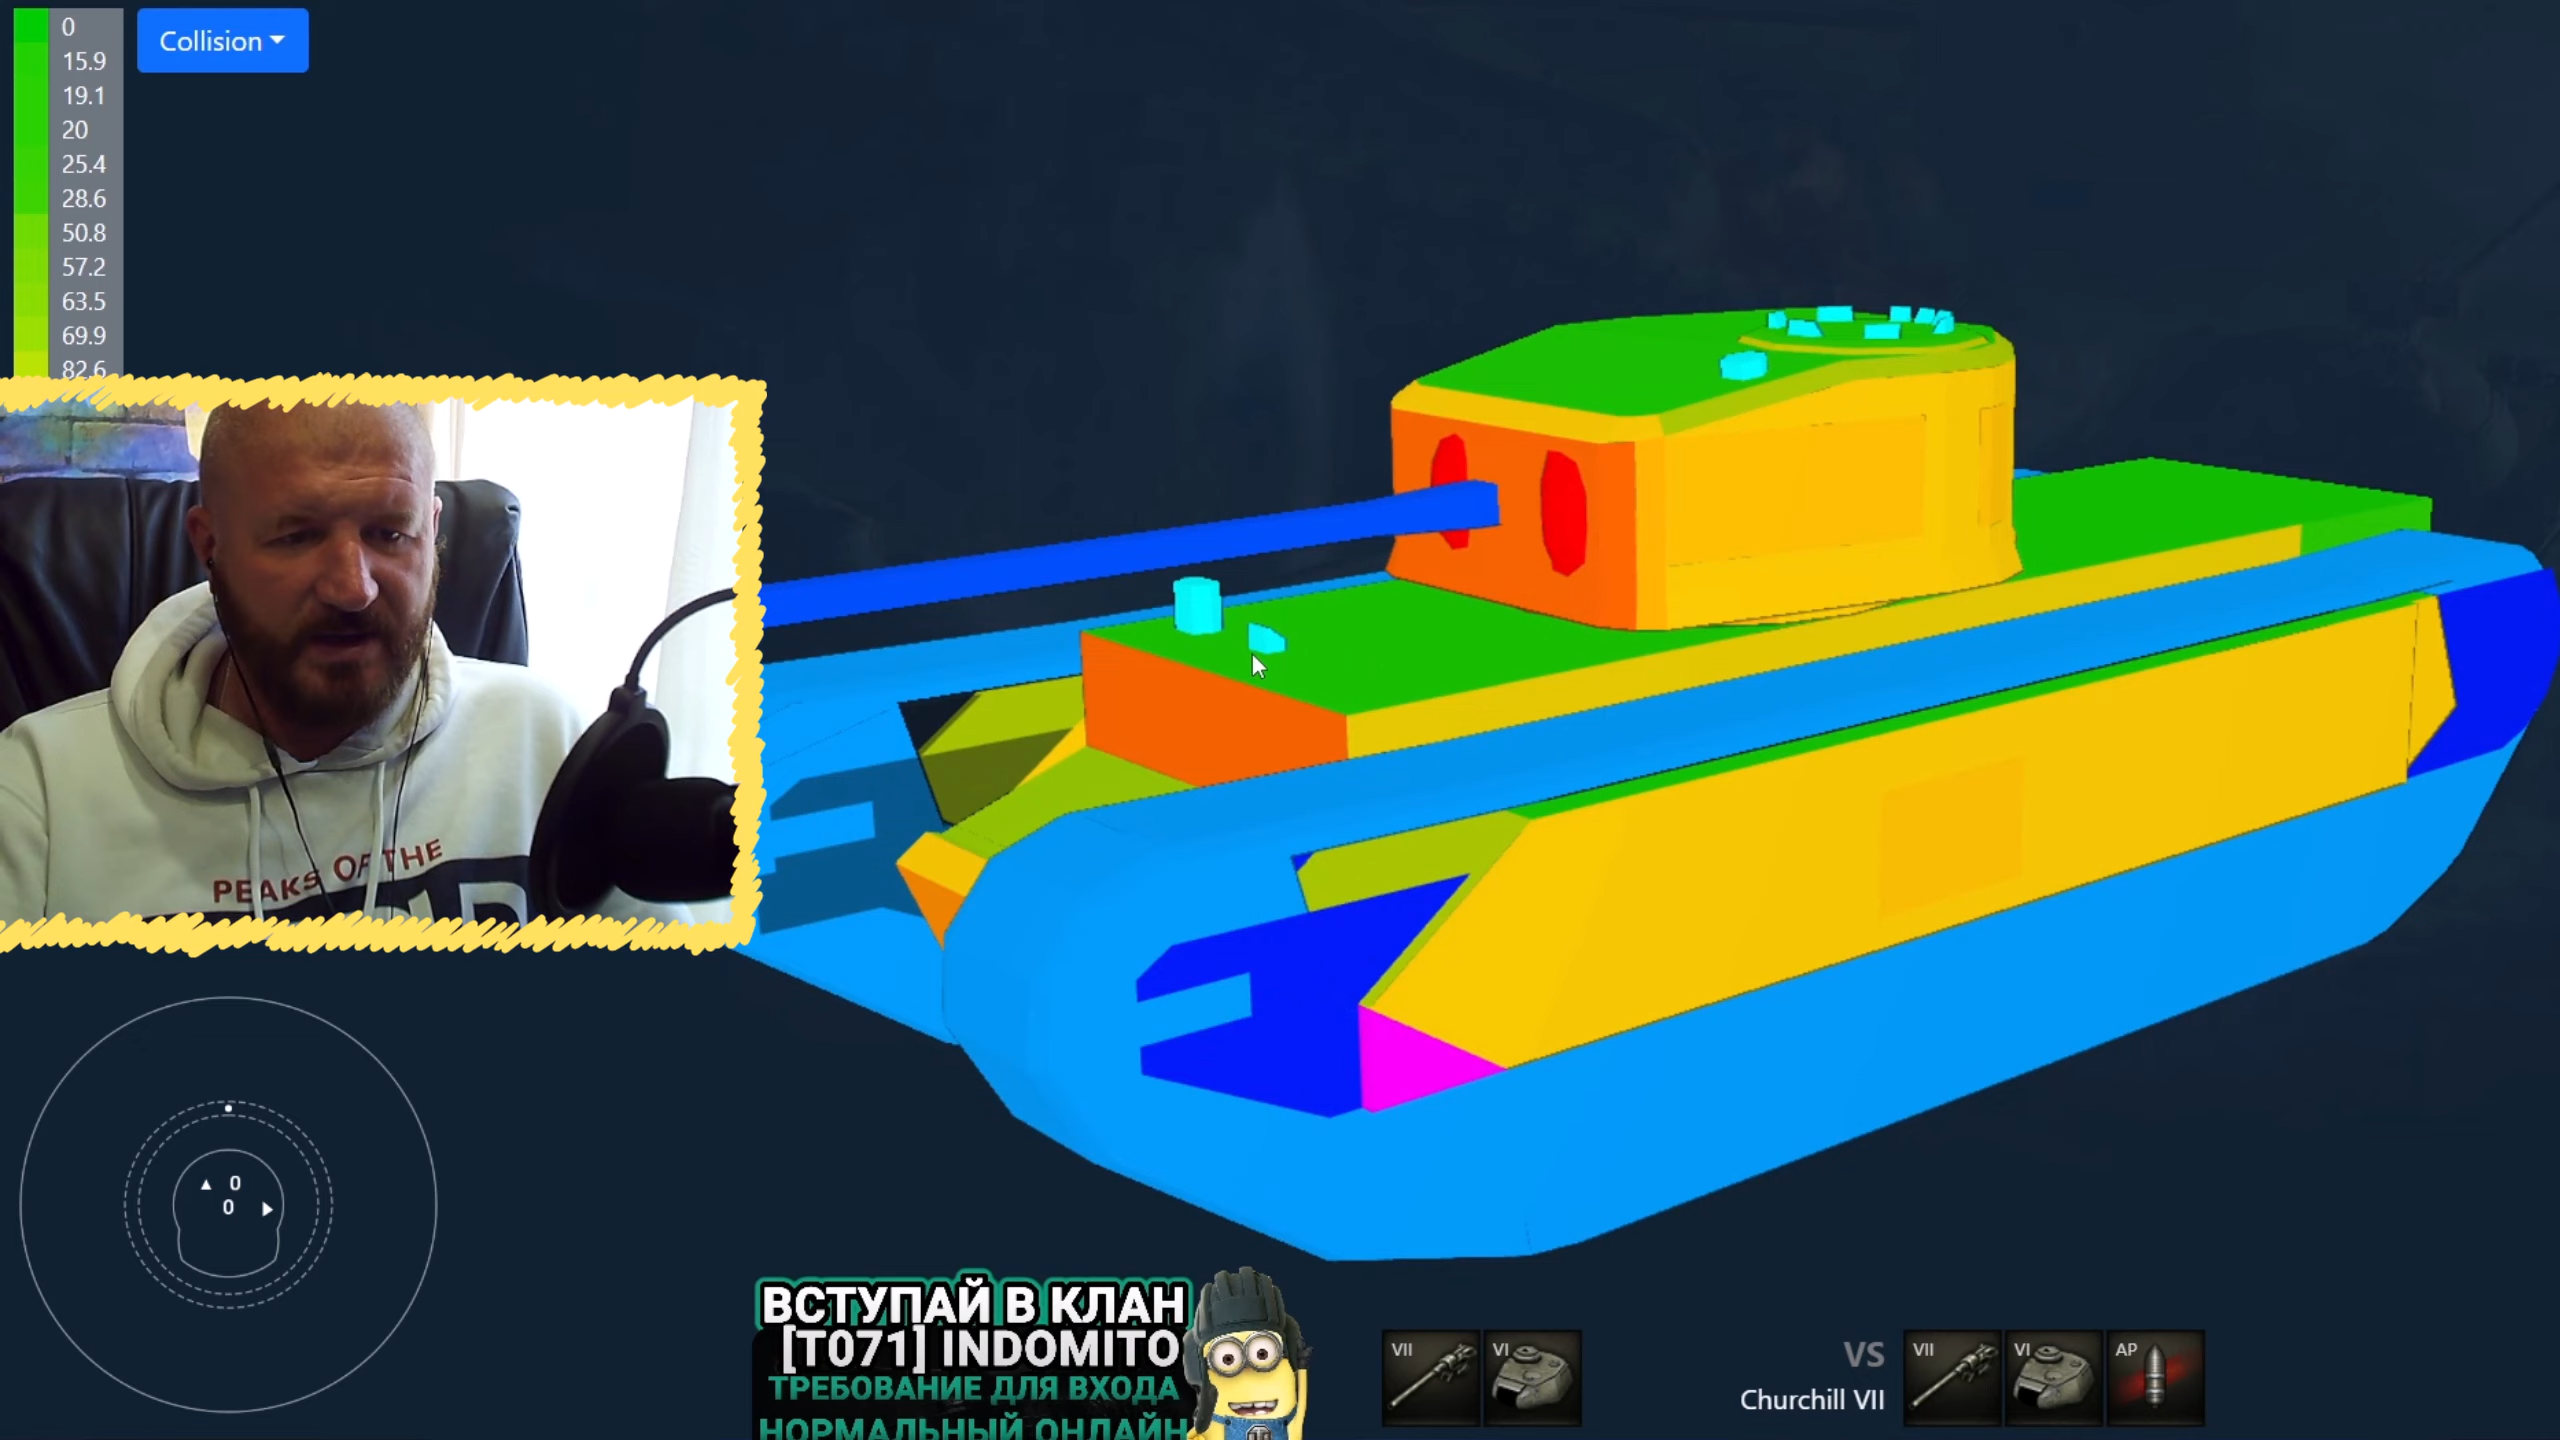 0
15.9
19.1
20
25.4
28.6
50.8
57.2
63.5
69.9
82.6
Collision
PEAKS OF THE
0
0
ВСТУПАЙ В КЛАН
[T071] INDOMITO
ТРЕБОВАНИЕ ДЛЯ ВХОДА
НОРМАЛЬНЫЙ ОНЛАЙН
VII
VI
VS
Churchill VII
VII
VI
AP